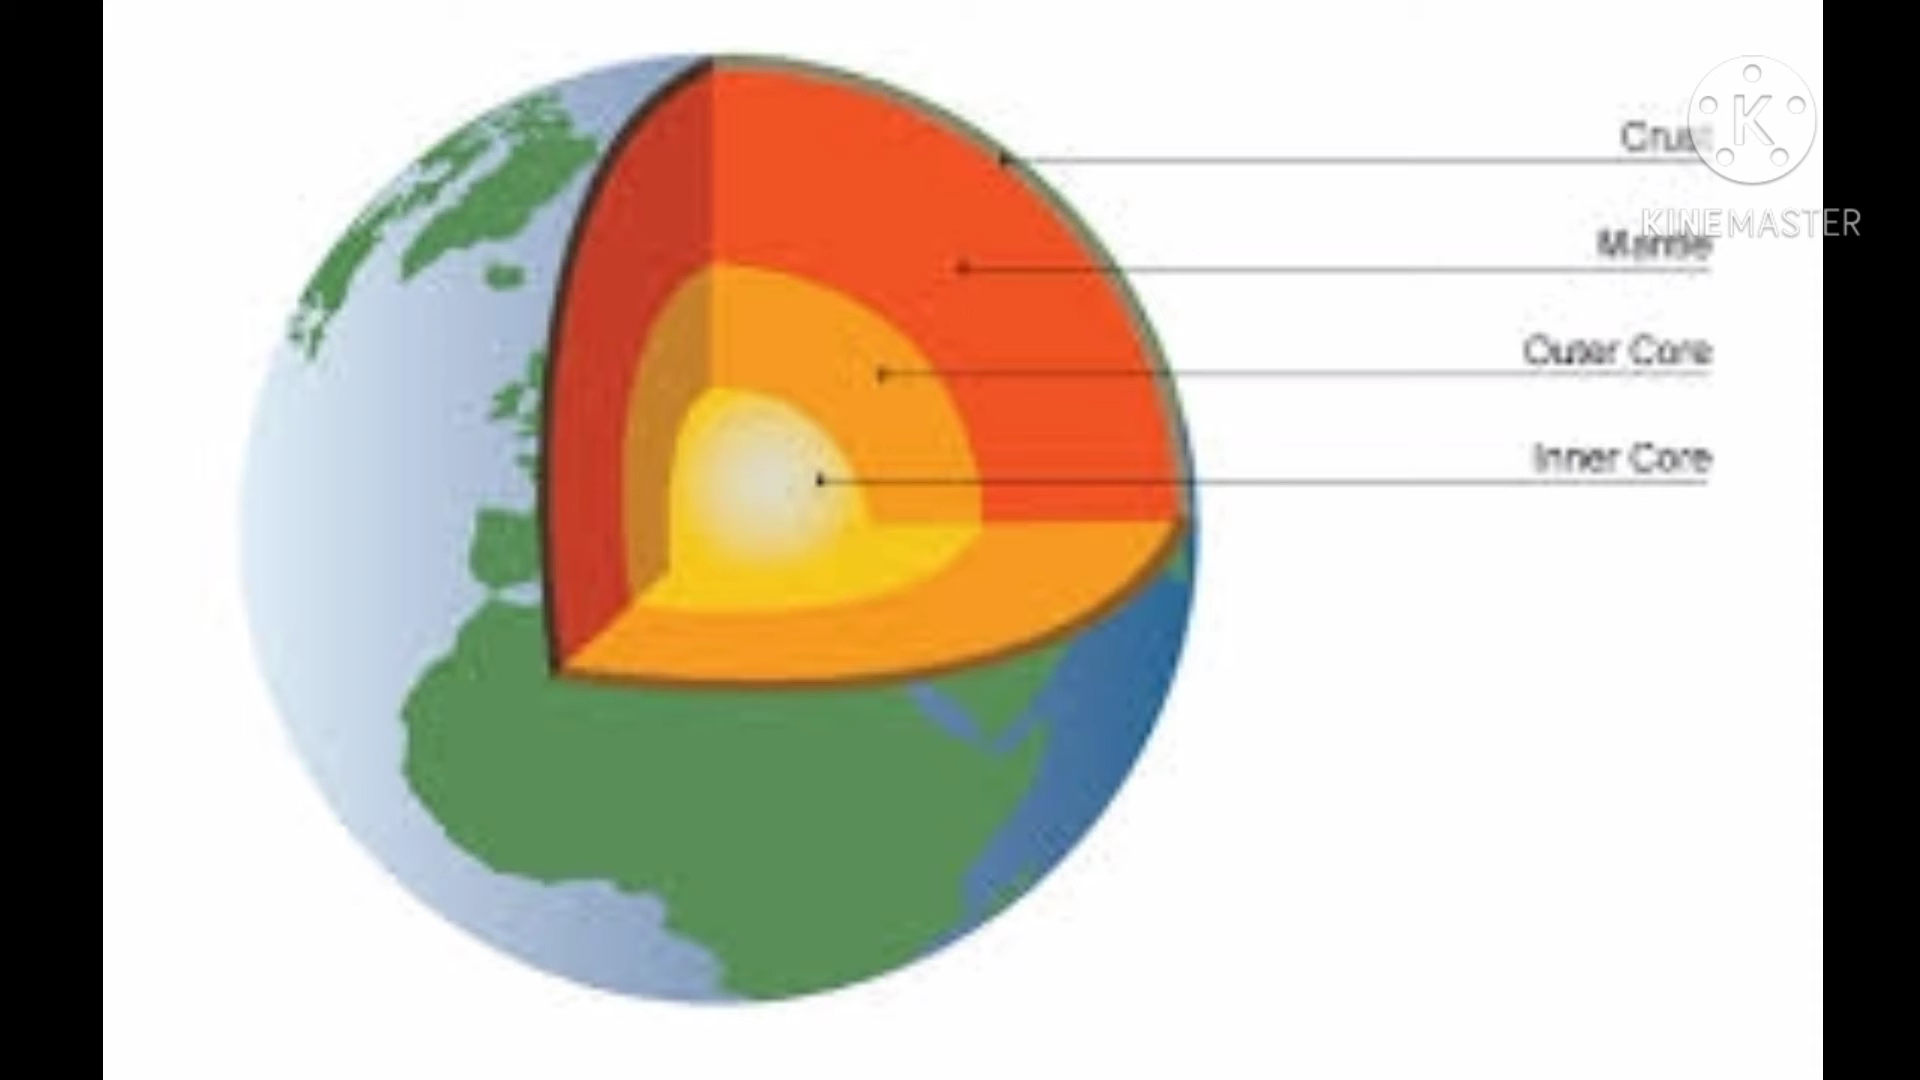 Crust
K
KINEMASTER
Mantle
Outer Core
Inner Core